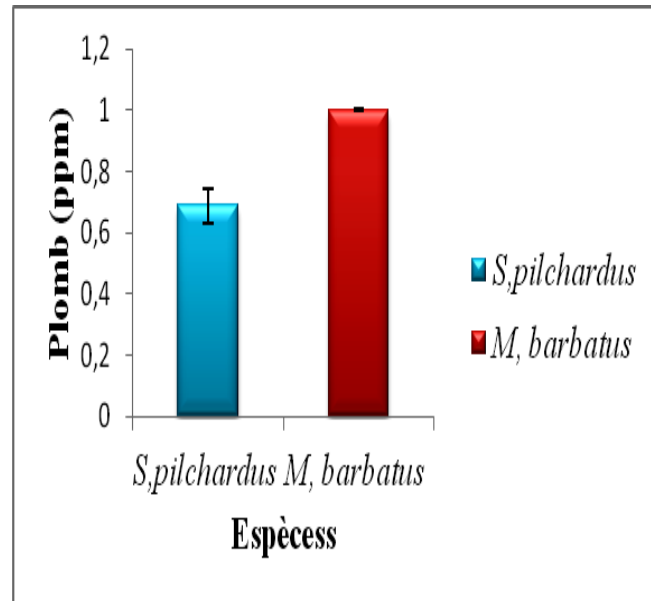 Plomb (ppm)
1,2
1
0,8
0,6
0,4
0,2
0
S,pilchardus M, barbatus
Espècess
S,pilchardus
M, barbatus